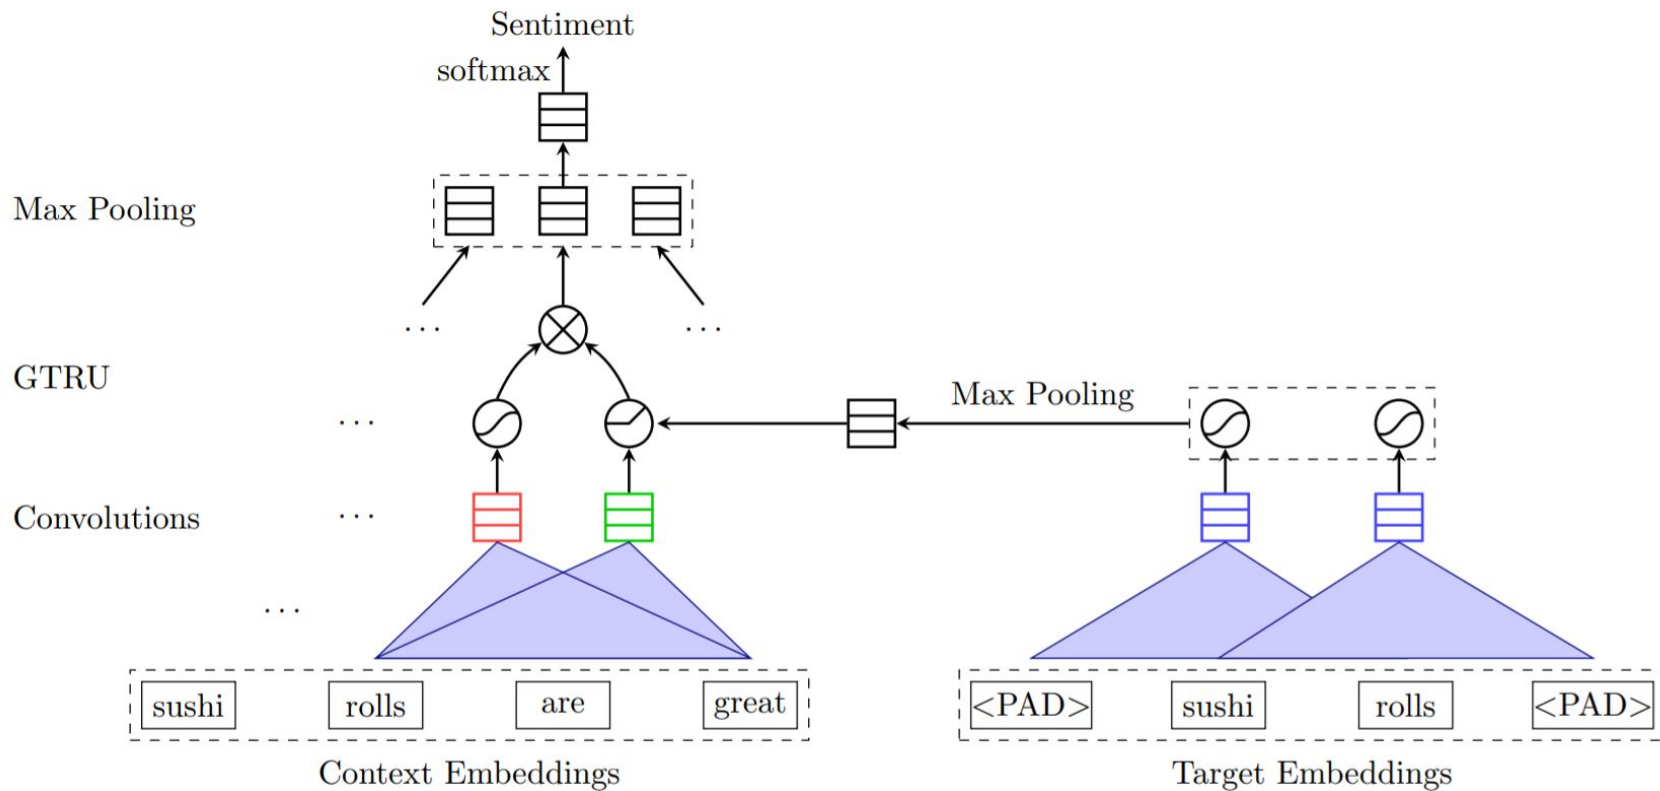 Sentiment
softmax
Max Pooling
... ...
GTRU
Max Pooling
...
Convolutions ...
...
sushi rolls are great <PAD> sushi rolls <PAD>
Context Embeddings Target Embeddings